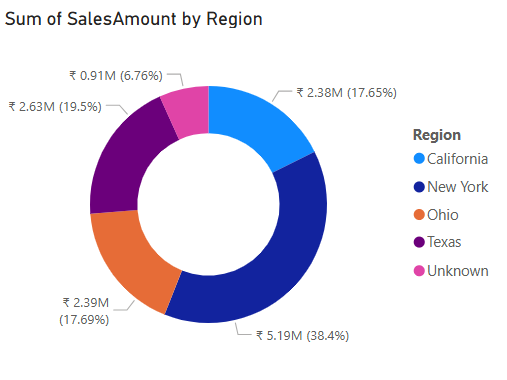 Sum of SalesAmount by Region
₹ 0.91M (6.76%)
₹ 2.38M (17.65%)
₹ 2.63M (19.5%)
Region
California
New York
Ohio
Texas
Unknown
₹ 2.39M
(17.69%)
₹ 5.19M (38.4%)